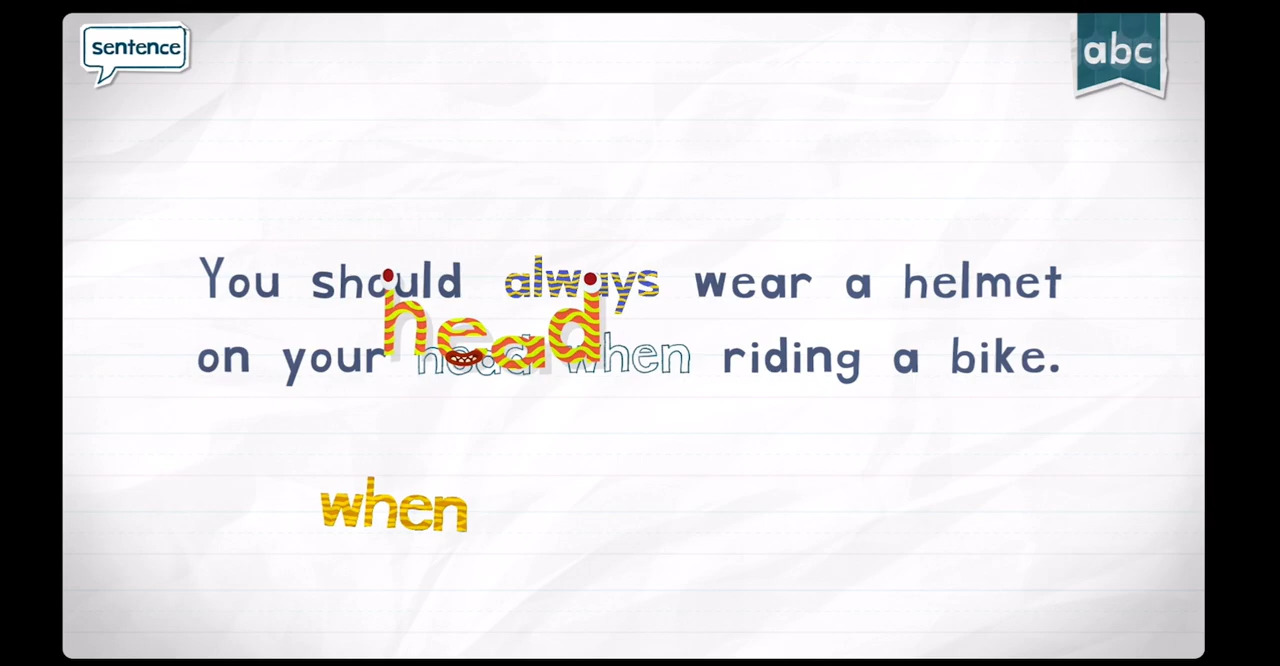 sentence
abc
You should always wear a helmet
on your head when riding a bike.
head
when